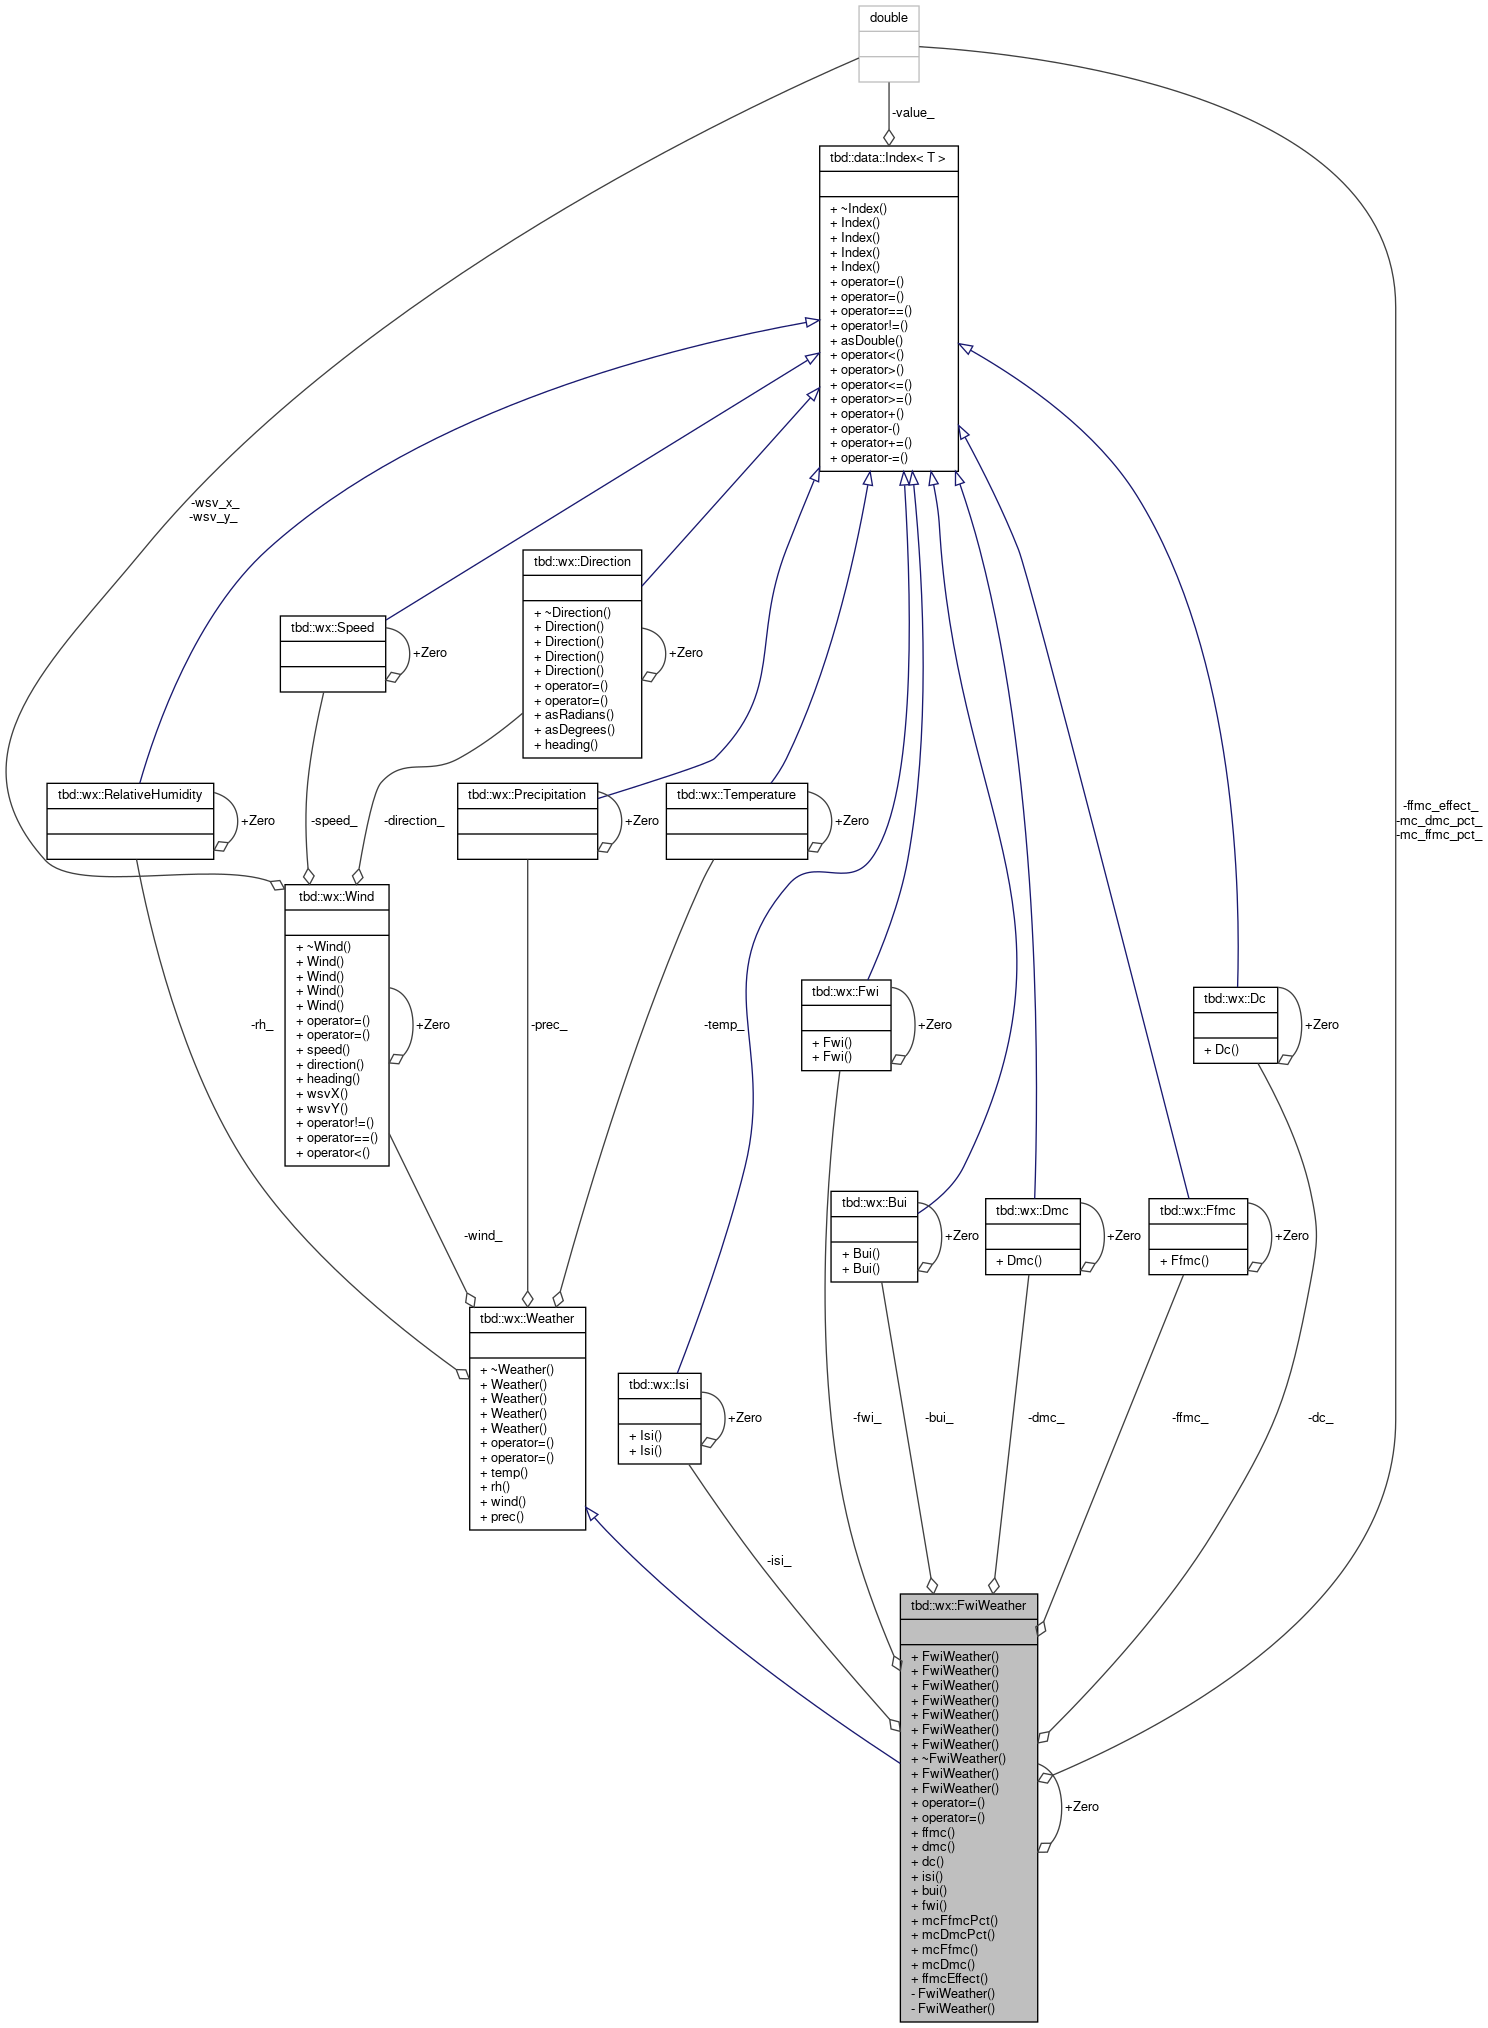 double
-value_
tbd::data::Index< T >
+ ~Index()
+ Index()
+ Index()
+ Index()
+ Index()
+ operator=()
+ operator=()
+ operator==()
+ operator!=()
+ asDouble()
+ operator<()
+ operator>()
+ operator<=()
+ operator>=()
+ operator+()
+ operator-()
+ operator+=()
+ operator-=()
-wsv_x_
-wsv_y_
tbd::wx::Direction
+ ~Direction()
+ Direction()
+ Direction()
+ Direction()
+ Direction()
+ operator=()
+ operator=()
+ asRadians()
+ asDegrees()
+ heading()
+Zero
tbd::wx::Speed
+Zero
tbd::wx::RelativeHumidity
+Zero
-speed_
-direction_
tbd::wx::Precipitation
+Zero
tbd::wx::Temperature
+Zero
-ffmc_effect_
-mc_dmc_pct_
-mc_ffmc_pct_
tbd::wx::Wind
+ ~Wind()
+ Wind()
+ Wind()
+ Wind()
+ Wind()
+ operator=()
+ operator=()
+ speed()
+ direction()
+ heading()
+ wsvX()
+ wsvY()
+ operator!=()
+ operator==()
+ operator<()
+Zero
-rh_
-prec_
-temp_
tbd::wx::Fwi
+ Fwi()
+ Fwi()
+Zero
tbd::wx::Dc
+ Dc()
+Zero
-wind_
tbd::wx::Bui
+ Bui()
+ Bui()
+Zero
tbd::wx::Dmc
+ Dmc()
+Zero
tbd::wx::Ffmc
+ Ffmc()
+Zero
tbd::wx::Weather
+ ~Weather()
+ Weather()
+ Weather()
+ Weather()
+ Weather()
+ operator=()
+ operator=()
+ temp()
+ rh()
+ wind()
+ prec()
tbd::wx::Isi
+ Isi()
+ Isi()
+Zero
-fwi_
-bui_
-dmc_
-ffmc_
-dc_
-isi_
tbd::wx::FwiWeather
+ FwiWeather()
+ FwiWeather()
+ FwiWeather()
+ FwiWeather()
+ FwiWeather()
+ FwiWeather()
+ FwiWeather()
+ ~FwiWeather()
+ FwiWeather()
+ FwiWeather()
+ operator=()
+ operator=()
+ ffmc()
+ dmc()
+ dc()
+ isi()
+ bui()
+ fwi()
+ mcFfmcPct()
+ mcDmcPct()
+ mcFfmc()
+ mcDmc()
+ ffmcEffect()
- FwiWeather()
- FwiWeather()
+Zero